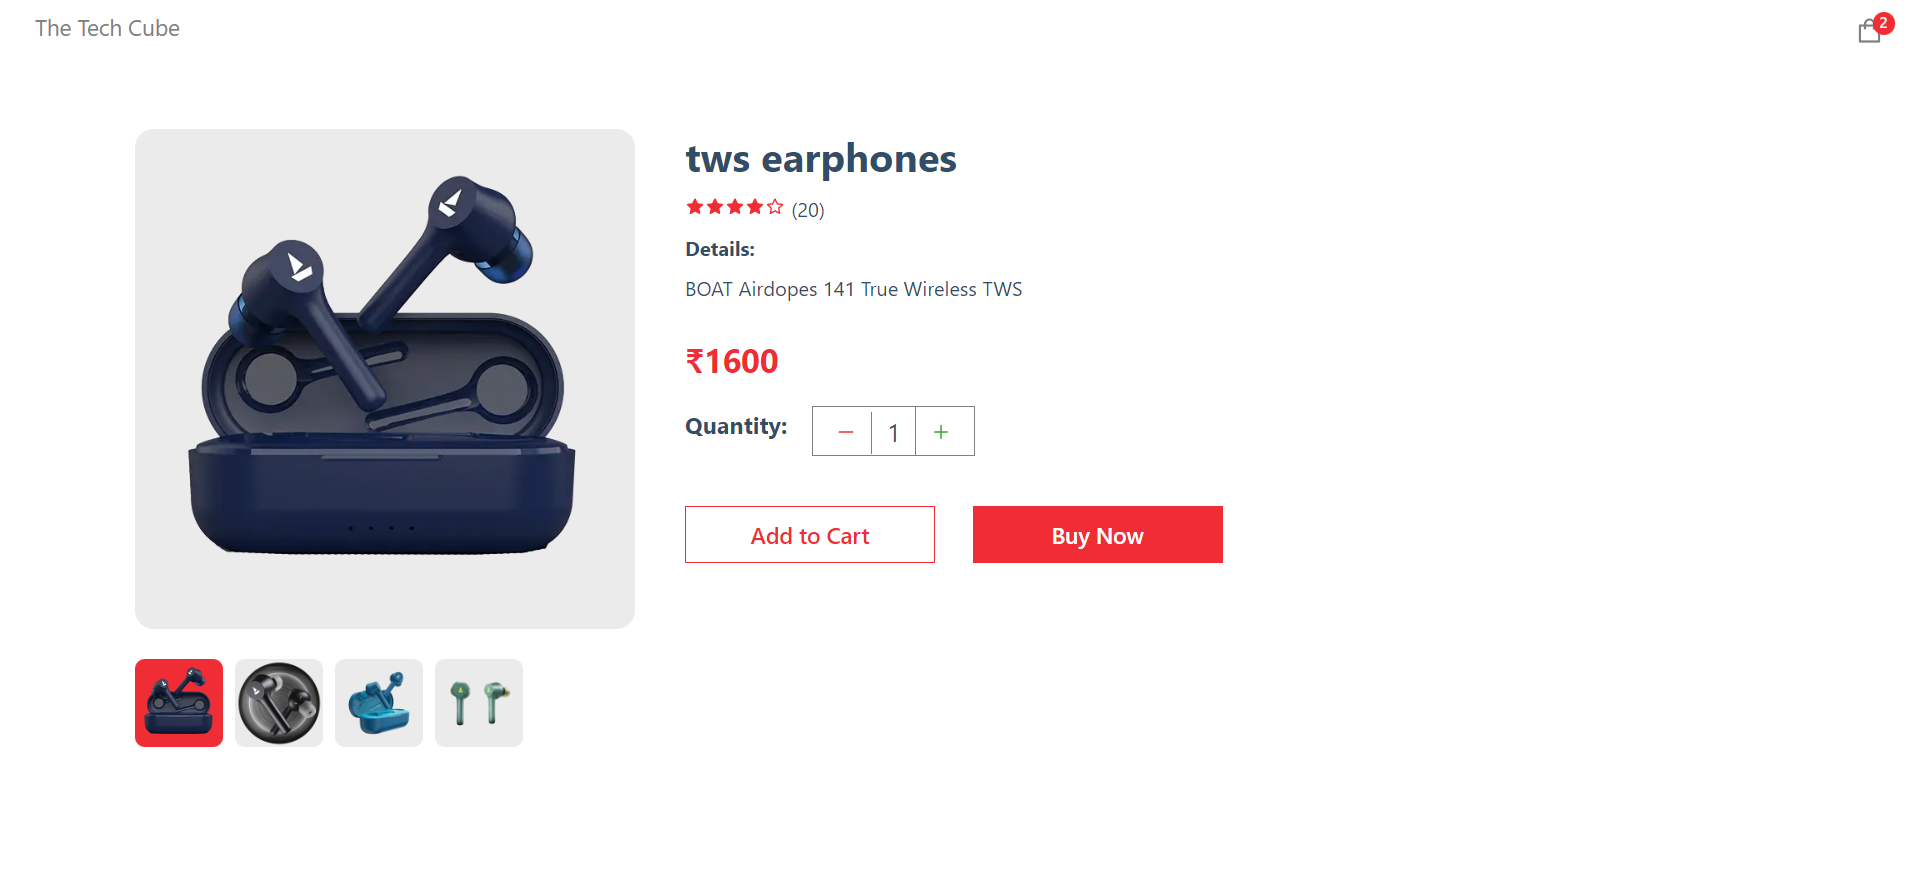 The Tech Cube
2
tws earphones
(20)
Details:
BOAT Airdopes 141 True Wireless TWS
₹1600
Quantity:
− 1 +
Add to Cart
Buy Now